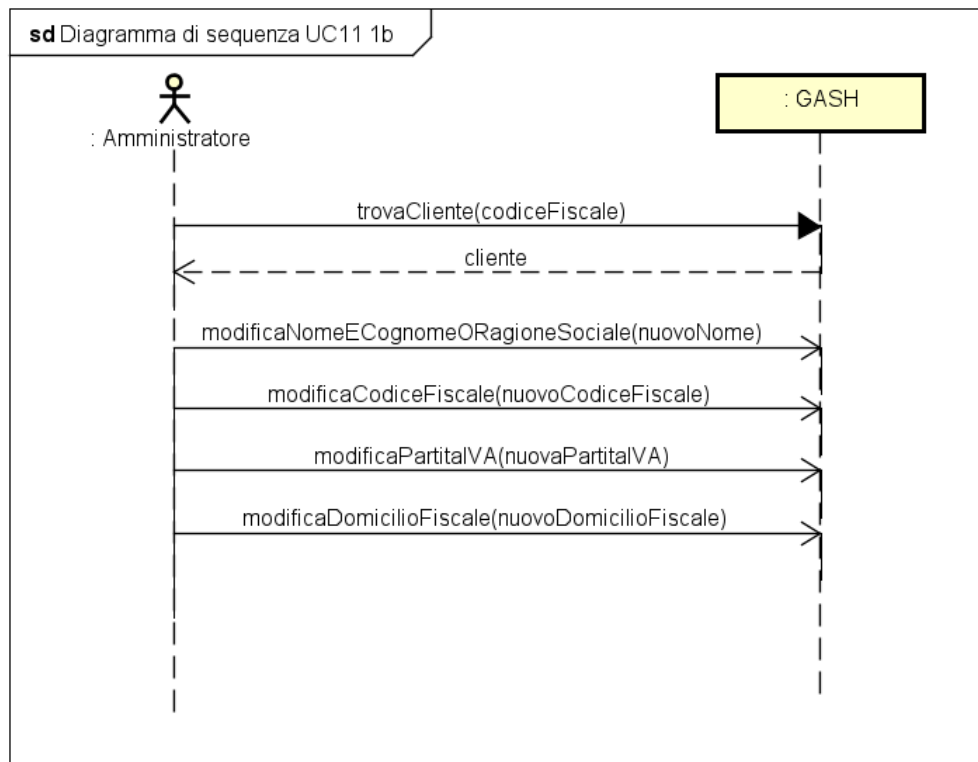 sd Diagramma di sequenza UC11 1b
: Amministratore
: GASH
trovaCliente(codiceFiscale)
cliente
modificaNomeECognomeORagioneSociale(nuovoNome)
modificaCodiceFiscale(nuovoCodiceFiscale)
modificaPartitaIVA(nuovaPartitaIVA)
modificaDomicilioFiscale(nuovoDomicilioFiscale)